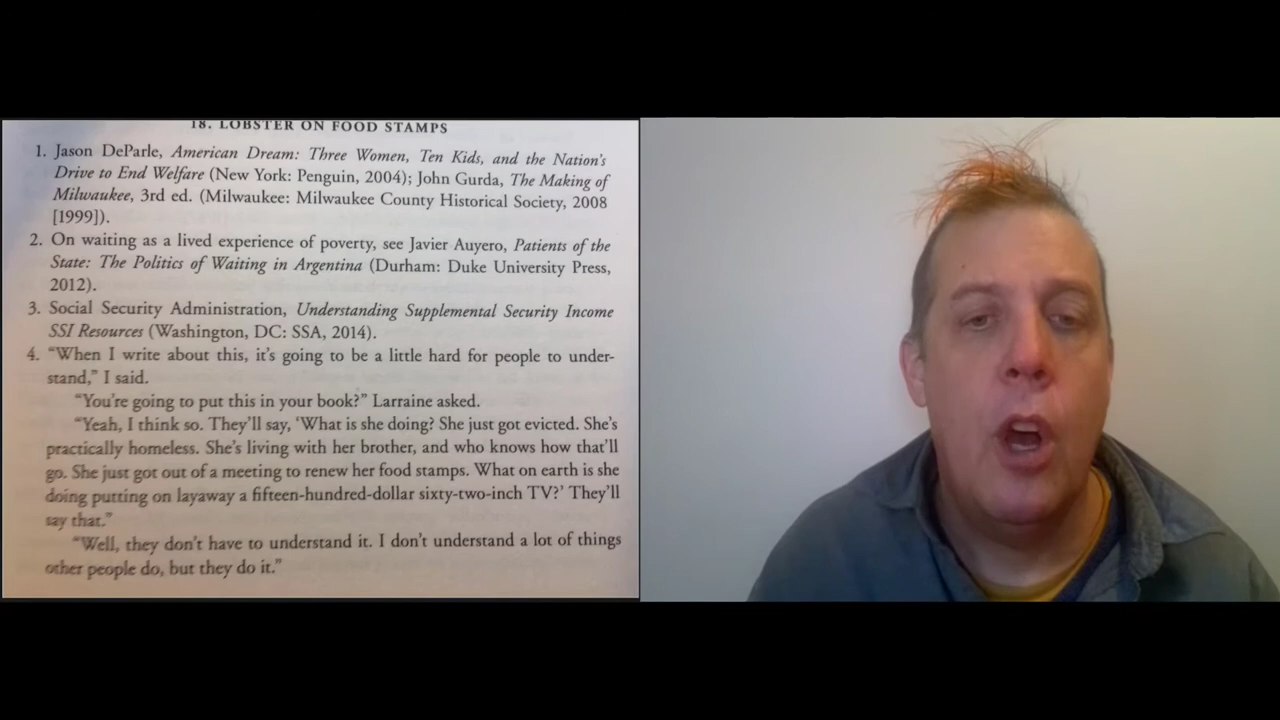 18. LOBSTER ON FOOD STAMPS
1. Jason DeParle, American Dream: Three Women, Ten Kids, and the Nation's
Drive to End Welfare (New York: Penguin, 2004); John Gurda, The Making of
Milwaukee, 3rd ed. (Milwaukee: Milwaukee County Historical Society, 2008
[1999]).
2. On waiting as a lived experience of poverty, see Javier Auyero, Patients of the
State: The Politics of Waiting in Argentina (Durham: Duke University Press,
2012).
3. Social Security Administration, Understanding Supplemental Security Income
SSI Resources (Washington, DC: SSA, 2014).
4. “When I write about this, it's going to be a little hard for people to under-
stand,” I said.
“You're going to put this in your book?” Larraine asked.
“Yeah, I think so. They'll say, ‘What is she doing? She just got evicted. She's
practically homeless. She's living with her brother, and who knows how that'll
go. She just got out of a meeting to renew her food stamps. What on earth is she
doing putting on layaway a fifteen-hundred-dollar sixty-two-inch TV?’ They'll
say that.”
“Well, they don't have to understand it. I don't understand a lot of things
other people do, but they do it.”